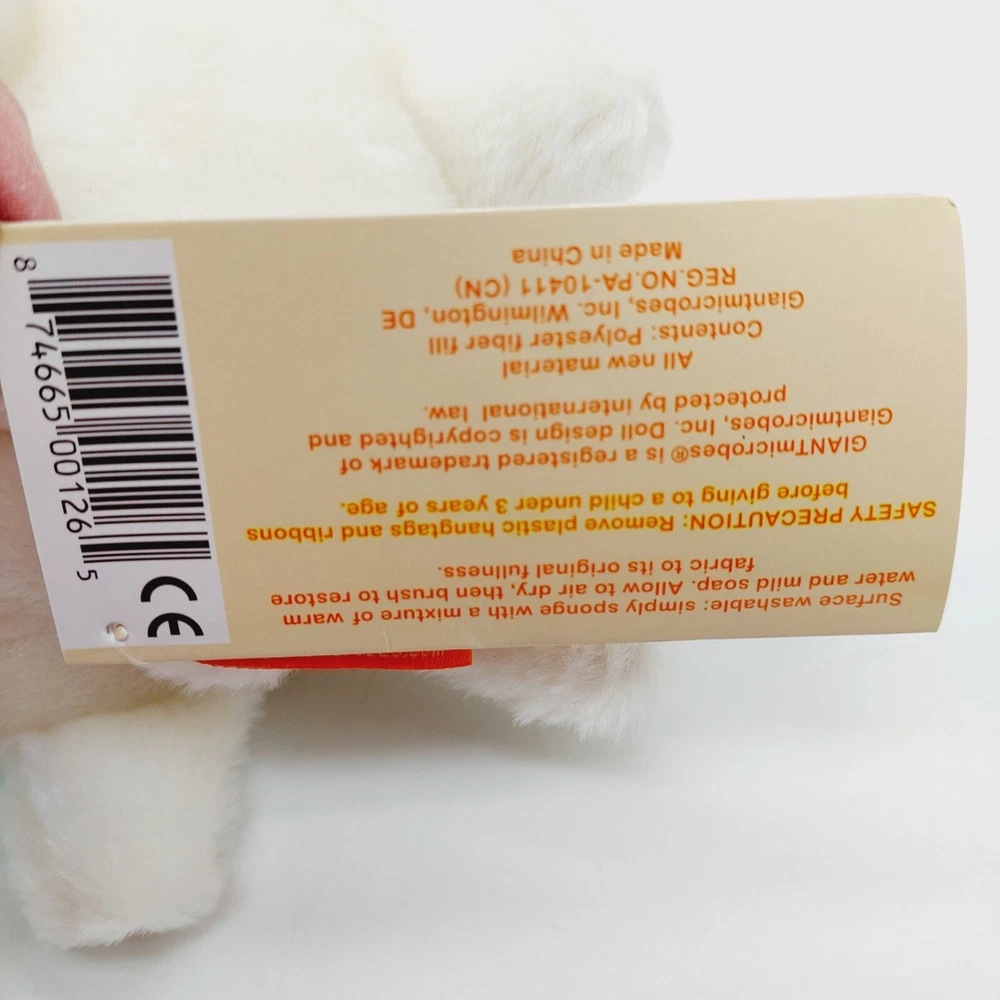 Surface washable: simply sponge with a mixture of warm
water and mild soap. Allow to air dry, then brush to restore
fabric to its original fullness.
SAFETY PRECAUTION: Remove plastic hangtags and ribbons
before giving to a child under 3 years of age.
GIANTmicrobes® is a registered trademark of
Giantmicrobes, Inc. Doll design is copyrighted and
protected by international law.
All new material
Contents: Polyester fiber fill
Giantmicrobes, Inc. Wilmington, DE
REG.NO.PA-10411 (CN)
Made in China
8 74665 00126 5
CE